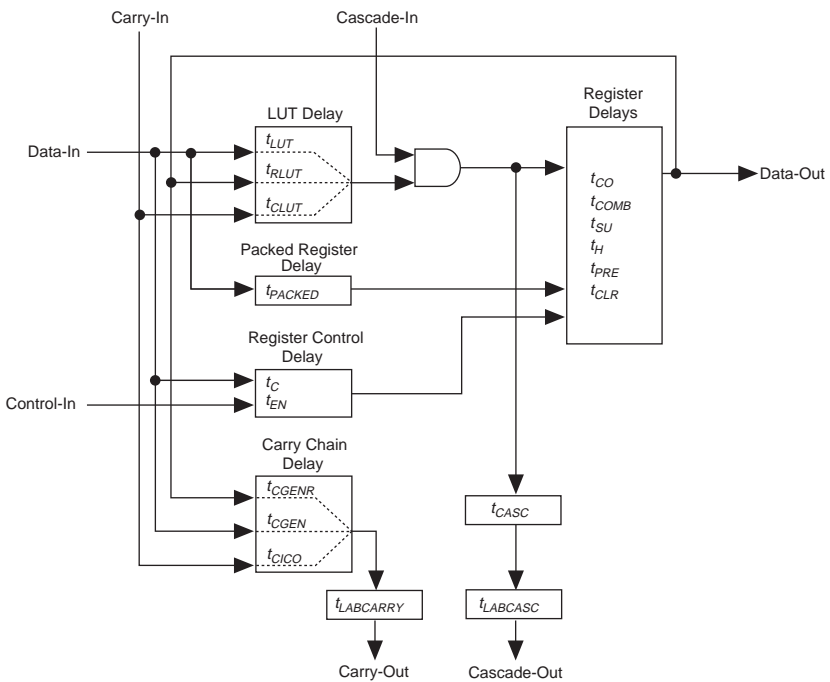 Carry-In
Cascade-In
LUT Delay
Register
Delays
Data-In
tLUT
tRLUT
tCLUT
tCO
tCOMB
tSU
tH
tPRE
tCLR
Data-Out
Packed Register
Delay
tPACKED
Register Control
Delay
tC
tEN
Control-In
Carry Chain
Delay
tCGENR
tCGEN
tCICO
tCASC
tLABCARRY
tLABCASC
Carry-Out
Cascade-Out